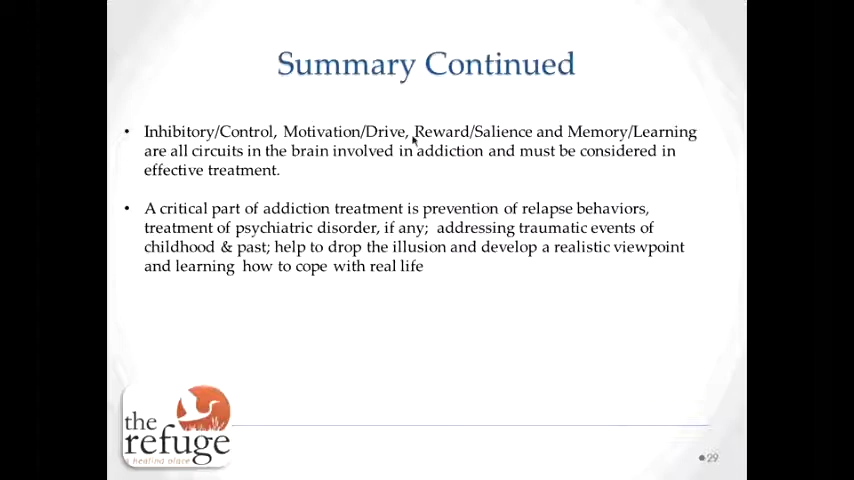 Summary Continued
• Inhibitory/Control, Motivation/Drive, Reward/Salience and Memory/Learning
are all circuits in the brain involved in addiction and must be considered in
effective treatment.
• A critical part of addiction treatment is prevention of relapse behaviors,
treatment of psychiatric disorder, if any; addressing traumatic events of
childhood & past; help to drop the illusion and develop a realistic viewpoint
and learning how to cope with real life
the
refuge
a healing place
29